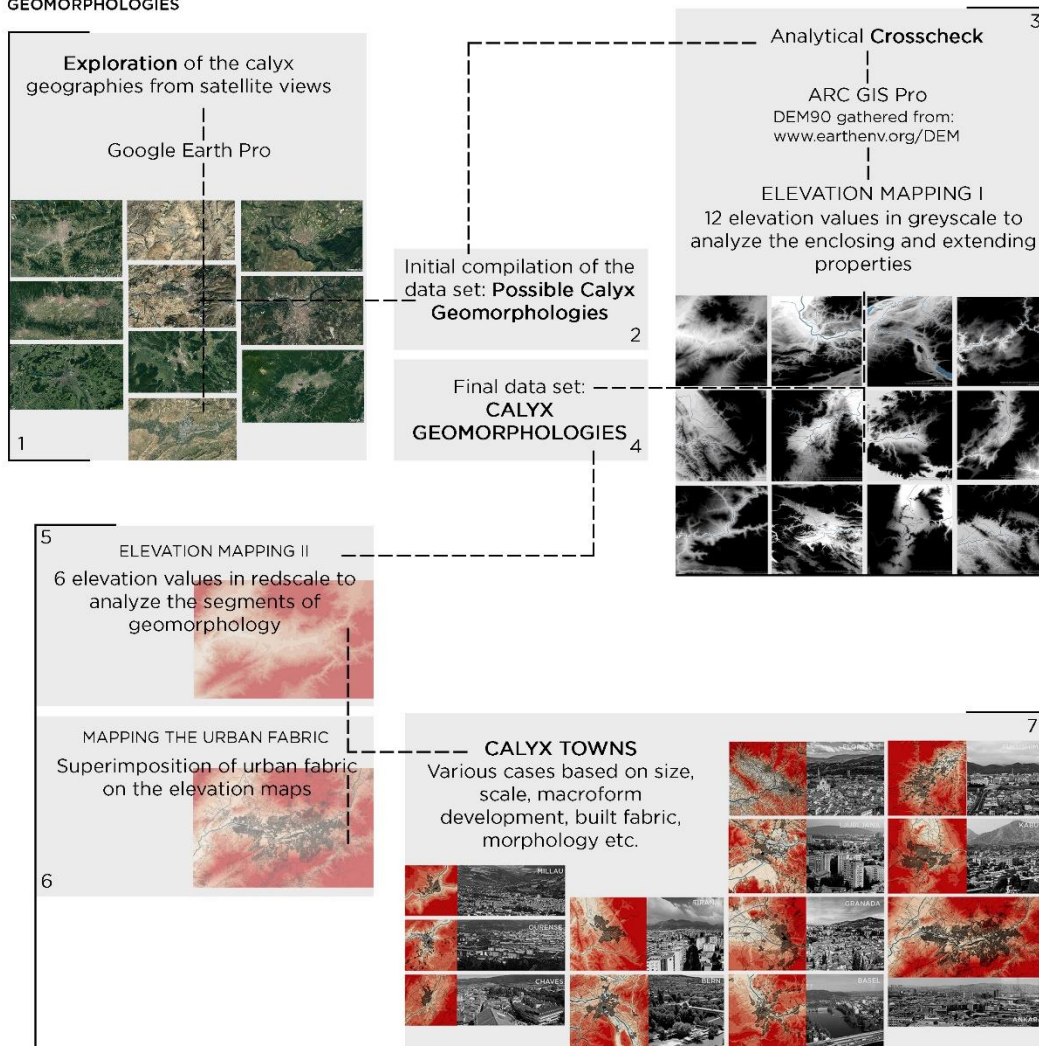 GEOMORPHOLOGIES
Exploration of the calyx
geographies from satellite views
Google Earth Pro
1
Initial compilation of the
data set: Possible Calyx
Geomorphologies
2
3
Analytical Crosscheck
ARC GIS Pro
DEM90 gathered from:
www.earthenv.org/DEM
ELEVATION MAPPING I
12 elevation values in greyscale to
analyze the enclosing and extending
properties
Final data set:
CALYX
GEOMORPHOLOGIES
4
5
ELEVATION MAPPING II
6 elevation values in redscale to
analyze the segments of
geomorphology
MAPPING THE URBAN FABRIC
Superimposition of urban fabric
on the elevation maps
6
7
CALYX TOWNS
Various cases based on size,
scale, macroform
development, built fabric,
morphology etc.
MILLAU
OURENSE
CHAVES
TIRANA
BERN
LJUBLJANA
GRANADA
BASEL
ANKARA